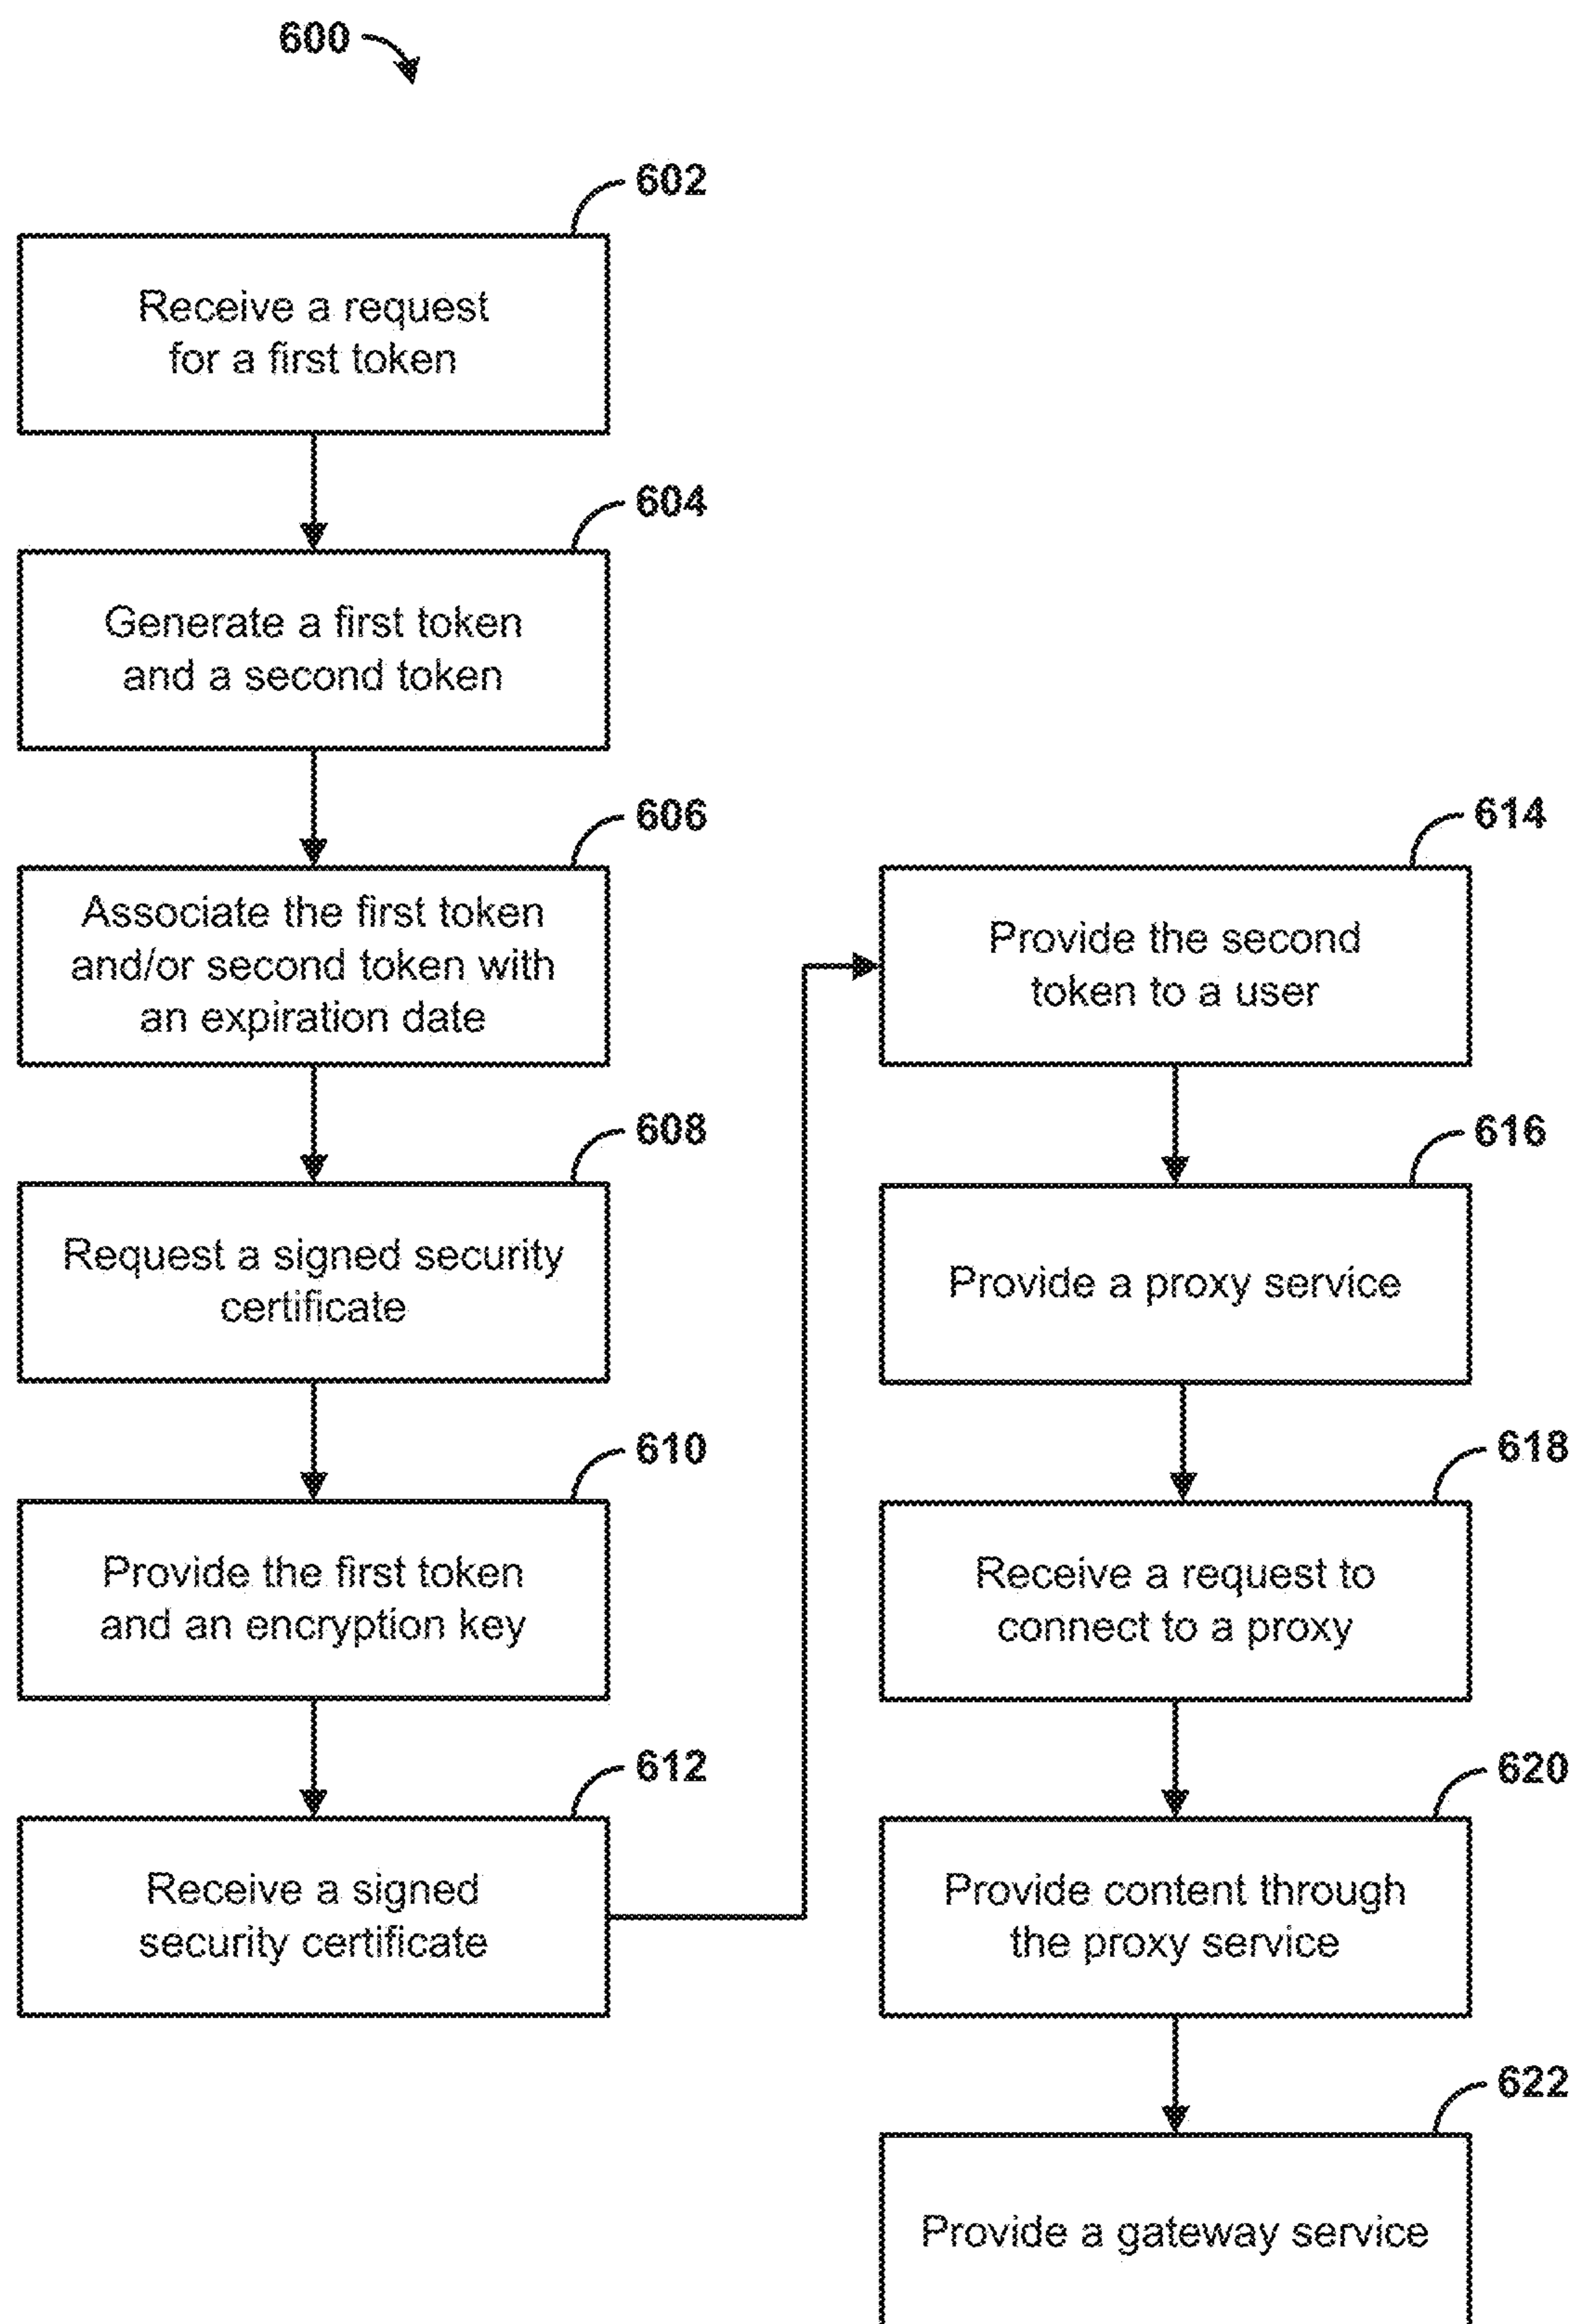 600
602
Receive a request
for a first token
604
Generate a first token
and a second token
606
Associate the first token
and/or second token with
an expiration date
608
Request a signed security
certificate
610
Provide the first token
and an encryption key
612
Receive a signed
security certificate
614
Provide the second
token to a user
616
Provide a proxy service
618
Receive a request to
connect to a proxy
620
Provide content through
the proxy service
622
Provide a gateway service